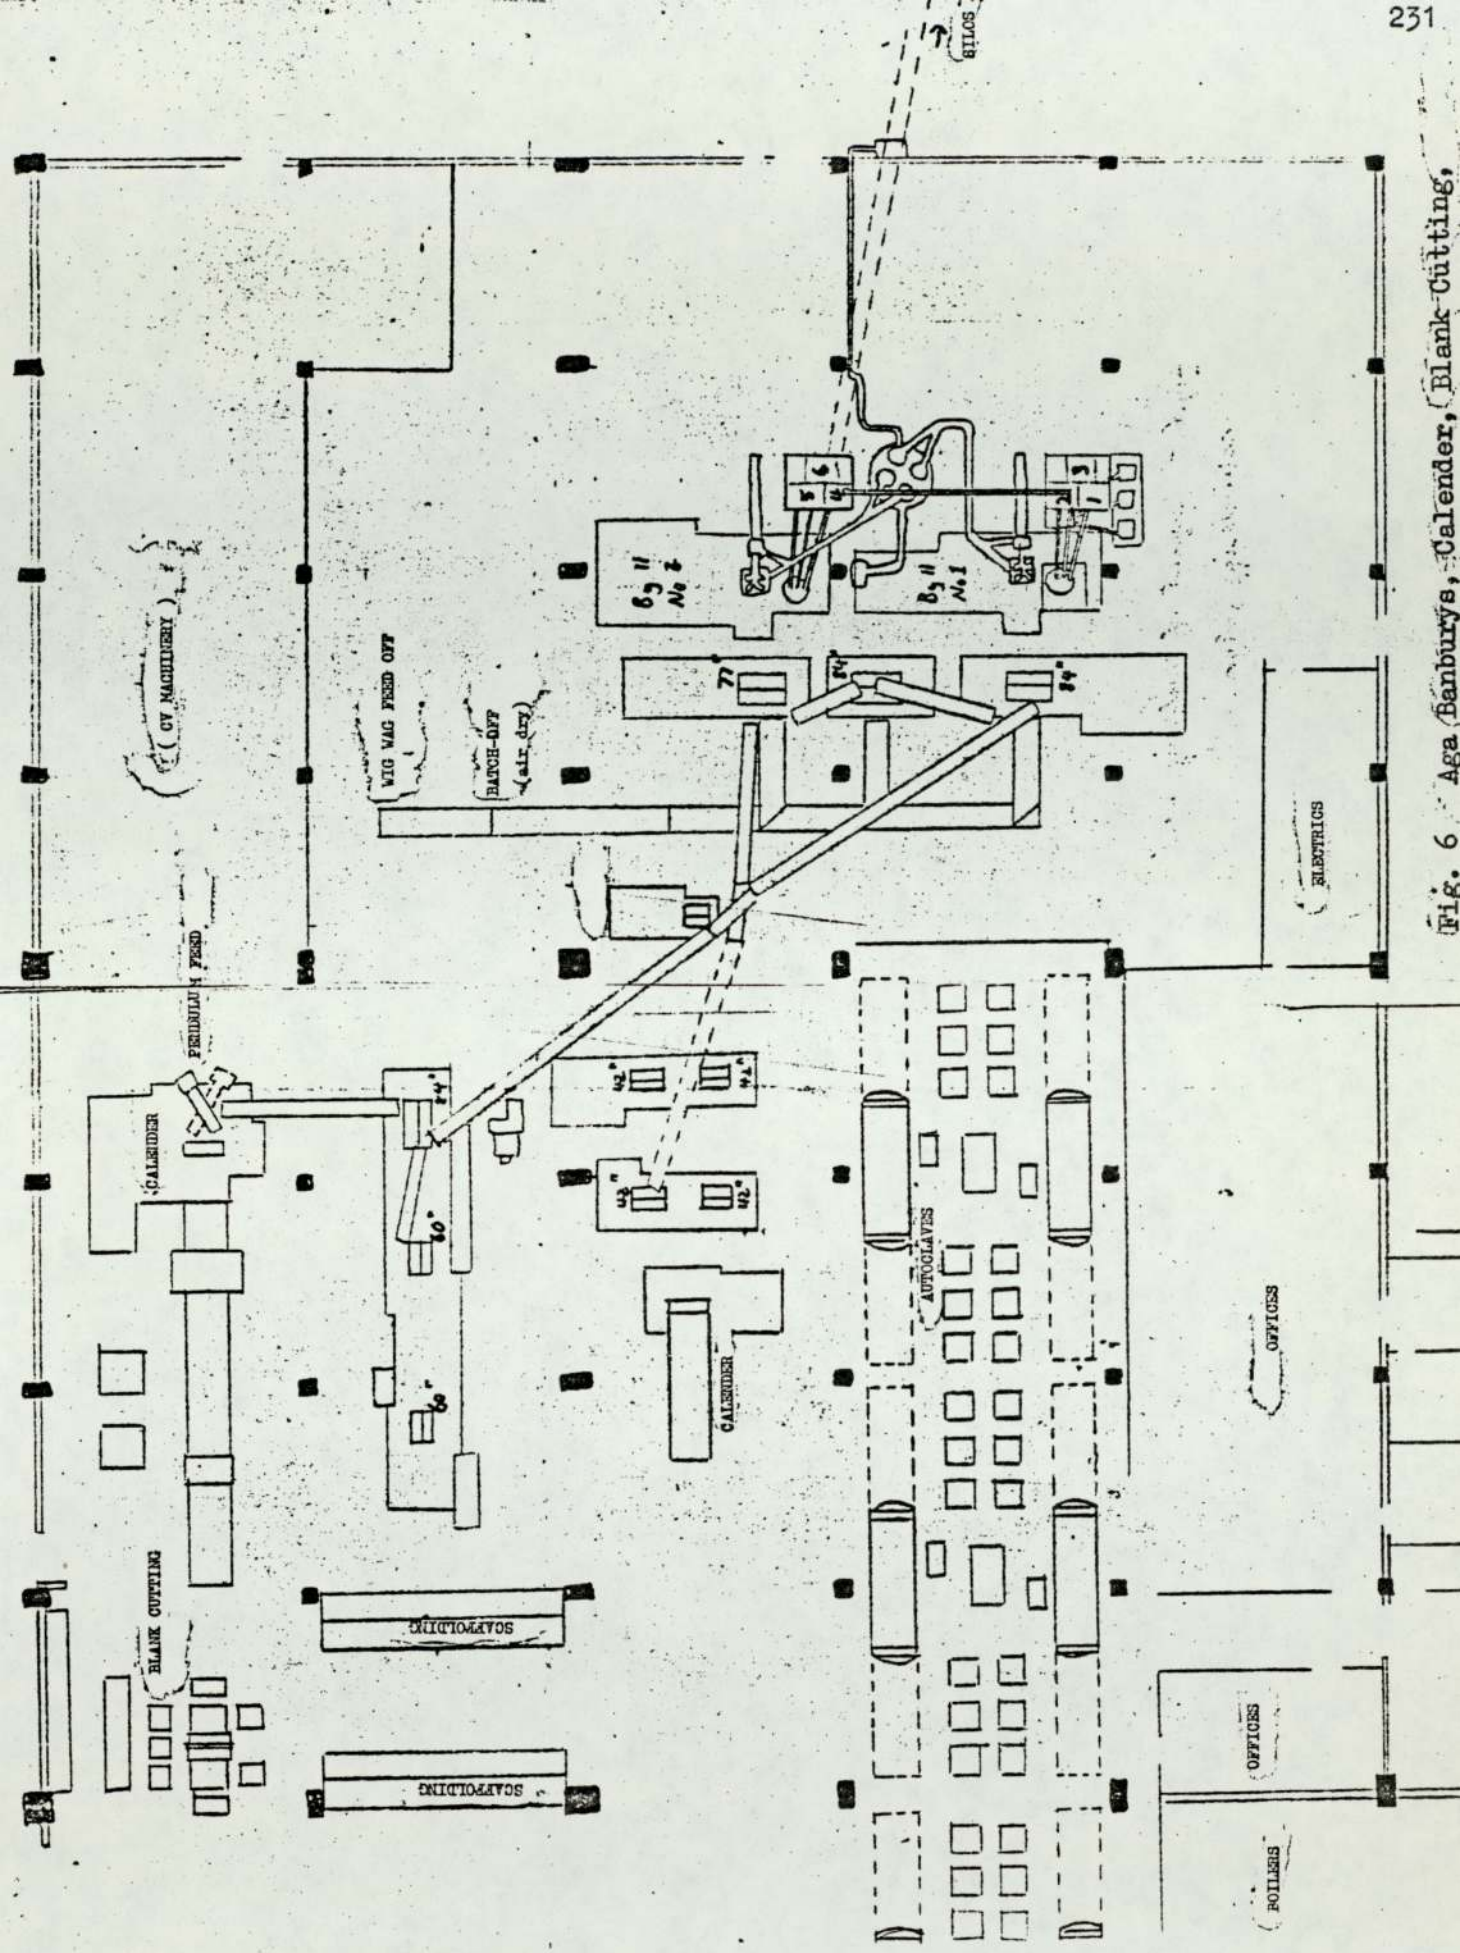 231
SILOS
( CV MACHINERY )
WIG WAG FEED OFF
BATCH-OFF
(air dry)
PENDULUM FEED
CALENDER
BLANK CUTTING
SCAFFOLDING
SCAFFOLDING
5 6
4
2 3
1
Bg 11
No 2
Bg 11
No 1
77"
84"
84"
84"
60"
60"
42"
42"
42"
42"
CALENDER
AUTOCLAVES
ELECTRICS
OFFICES
OFFICES
BOILERS
Fig. 6 Aga Banburys, Calender, Blank Cutting,